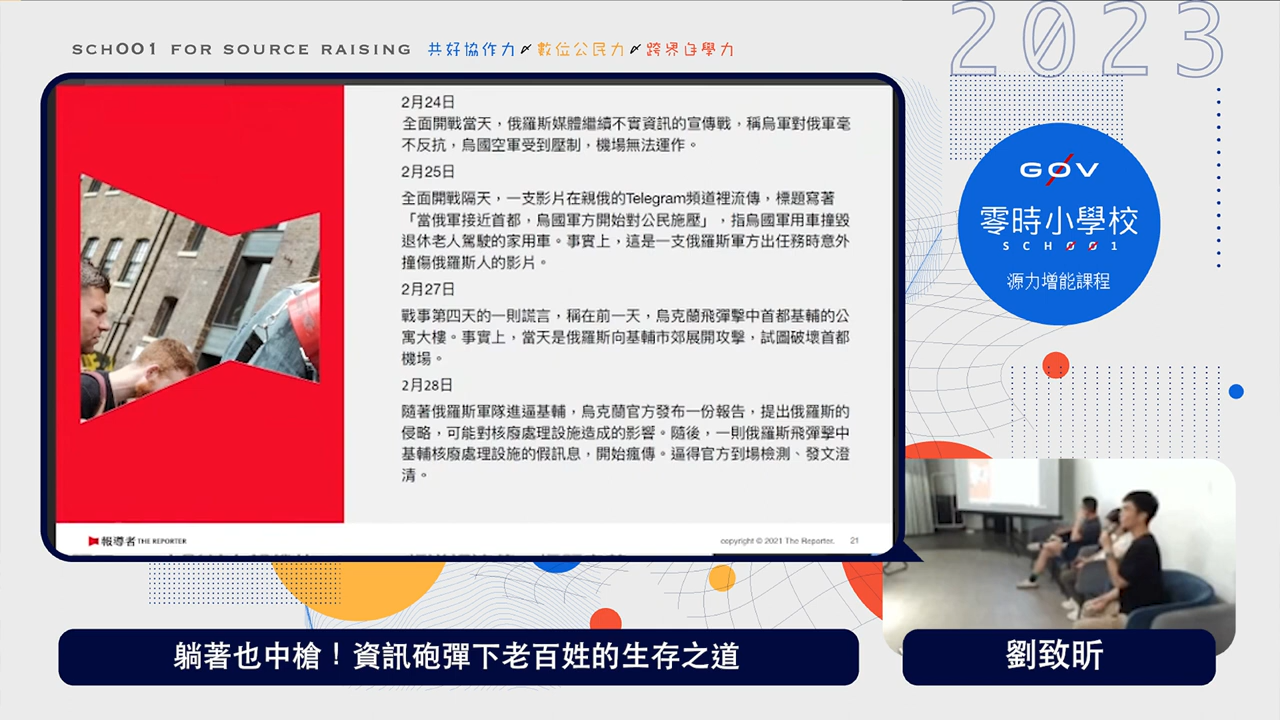 SCH001 FOR SOURCE RAISING 共好協作力 數位公民力 跨界自學力
2023
2月24日
全面開戰當天，俄羅斯媒體繼續不實資訊的宣傳戰，稱烏軍對俄軍毫
不反抗，烏國空軍受到壓制，機場無法運作。
2月25日
全面開戰隔天，一支影片在親俄的Telegram頻道裡流傳，標題寫著
「當俄軍接近首都，烏國軍方開始對公民施壓」，指烏國軍用車撞毀
退休老人駕駛的家用車。事實上，這是一支俄羅斯軍方出任務時意外
撞傷俄羅斯人的影片。
2月27日
戰事第四天的一則謊言，稱在前一天，烏克蘭飛彈擊中首都基輔的公
寓大樓。事實上，當天是俄羅斯向基輔市郊展開攻擊，試圖破壞首都
機場。
2月28日
隨著俄羅斯軍隊進逼基輔，烏克蘭官方發布一份報告，提出俄羅斯的
侵略，可能對核廢處理設施造成的影響。隨後，一則俄羅斯飛彈擊中
基輔核廢處理設施的假訊息，開始瘋傳。逼得官方到場檢測、發文澄
清。
報導者 THE REPORTER
copyright © 2021 The Reporter. 21
G0V
零時小學校
SCH001
源力增能課程
躺著也中槍！資訊砲彈下老百姓的生存之道
劉致昕